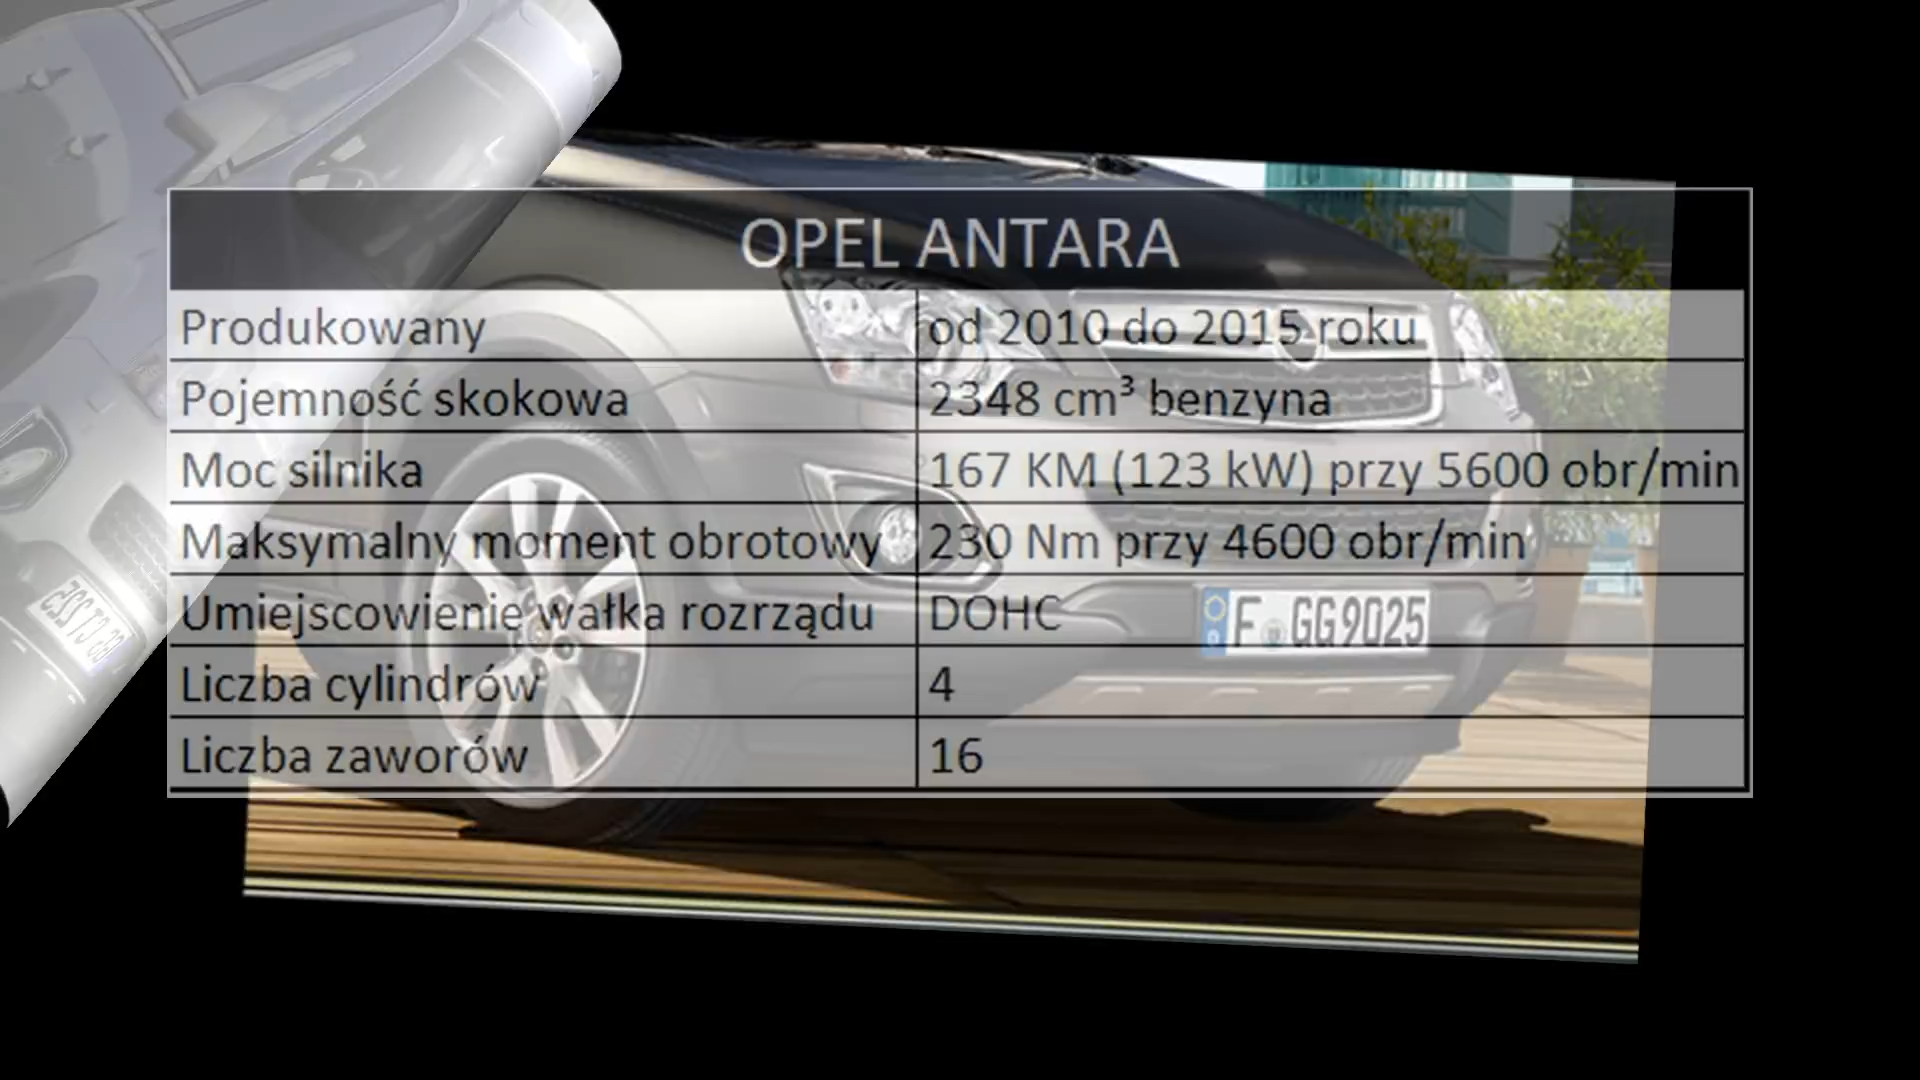 OPEL ANTARA
Produkowany od 2010 do 2015 roku
Pojemność skokowa 2348 cm³ benzyna
Moc silnika 167 KM (123 kW) przy 5600 obr/min
Maksymalny moment obrotowy 230 Nm przy 4600 obr/min
Umiejscowienie wałka rozrządu DOHC
F GG9025
Liczba cylindrów 4
Liczba zaworów 16